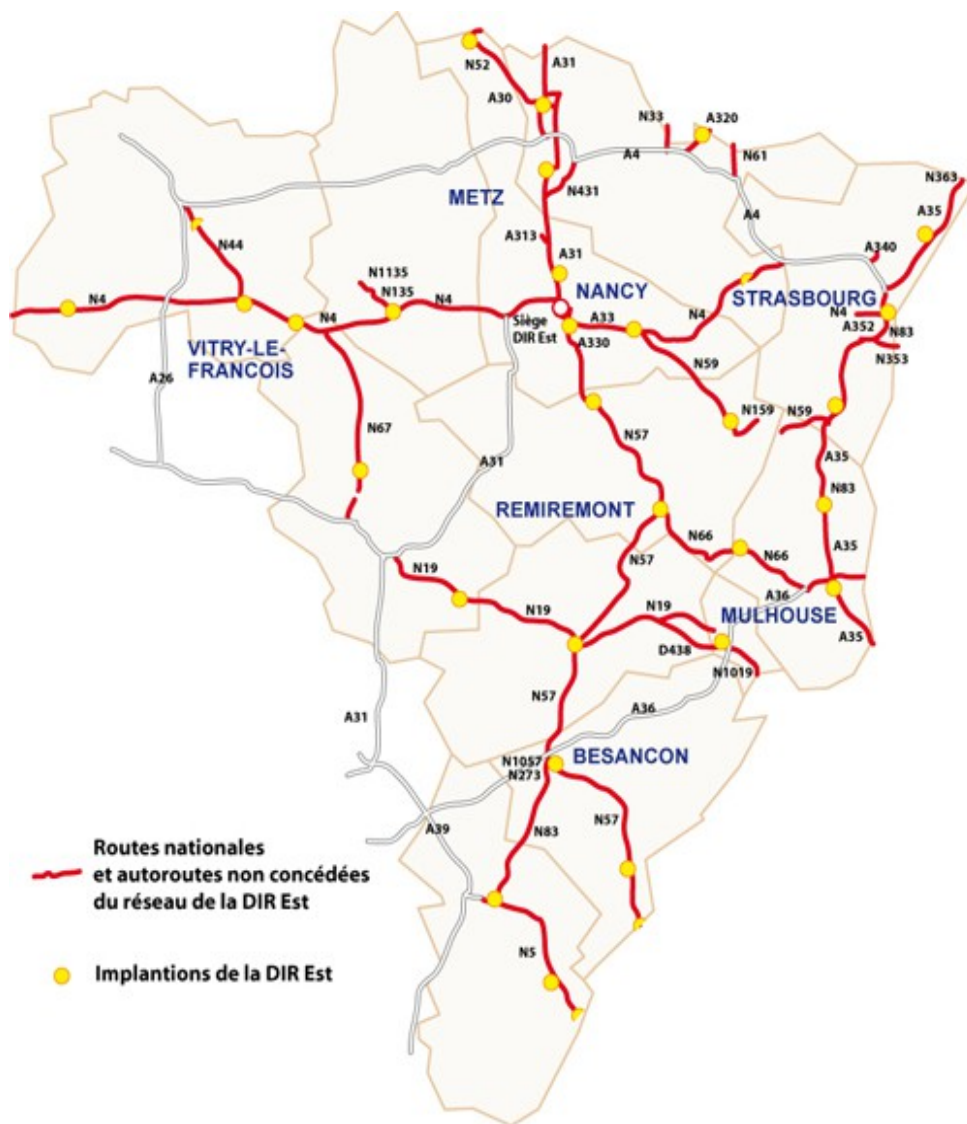 N52
A31
A30
N33
A320
A4
N61
N363
METZ
N431
A4
A35
A313
N44
A340
A31
N1135
N135
NANCY
STRASBOURG
N4
N4
N4
A33
N4
N4
Siège
DIR Est
A330
A352
N83
N353
VITRY-LE-
FRANCOIS
A26
N59
N159
N59
N67
N57
A31
A35
N83
REMIREMONT
N66
N57
N66
A35
N19
A36
N19
N19
MULHOUSE
A35
D438
N1019
N57
A36
A31
N1057
N273
BESANCON
N57
A39
N83
Routes nationales
et autoroutes non concédées
du réseau de la DIR Est
N5
Implantions de la DIR Est